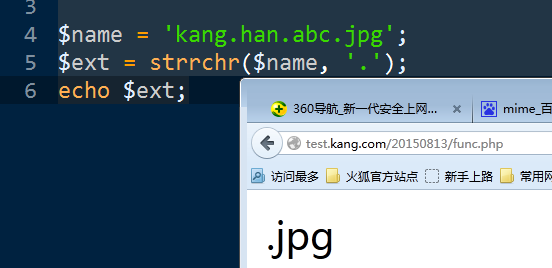 3
4 $name = 'kang.han.abc.jpg';
5 $ext = strrchr($name, '.');
6 echo $ext;
360导航_新一代安全上网... × mime_百
test.kang.com/20150813/func.php
访问最多 火狐官方站点 新手上路 常用网
.jpg